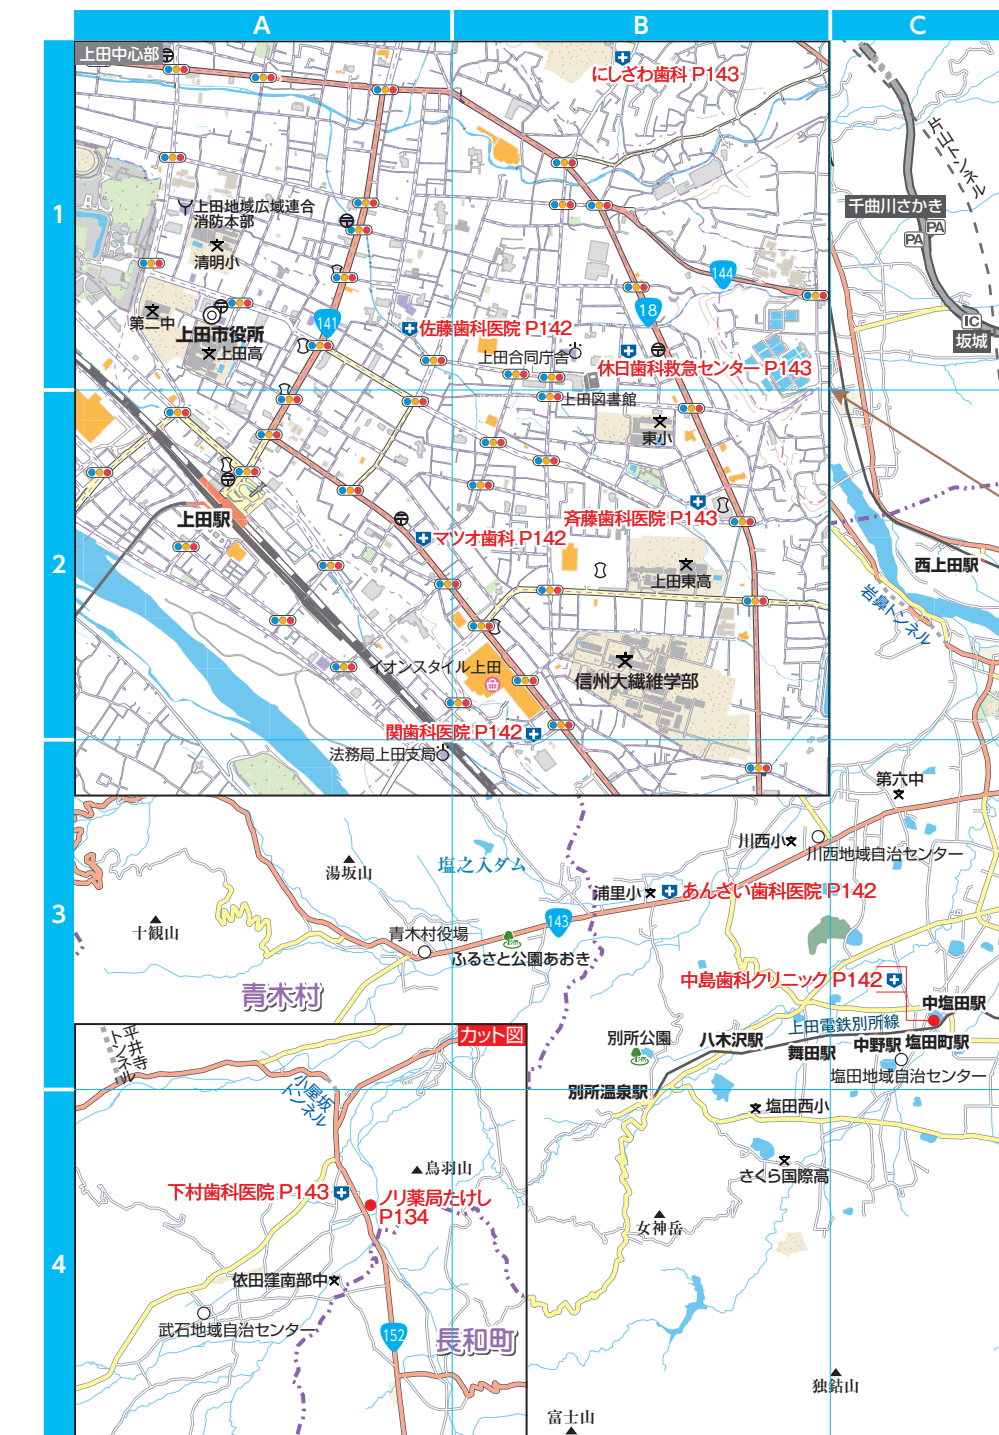 A
B
C
1
2
3
4
上田中心部
にしざわ歯科 P143
片山トンネル
千曲川さかき
PA
PA
上田地域広域連合
消防本部
清明小
144
18
141
IC
坂城
第二中
上田市役所
上田高
佐藤歯科医院 P142
上田合同庁舎
休日歯科救急センター P143
上田図書館
東小
上田駅
斉藤歯科医院 P143
マツオ歯科 P142
上田東高
西上田駅
岩鼻トンネル
イオンスタイル上田
信州大繊維学部
関歯科医院 P142
法務局上田支局
第六中
川西小
川西地域自治センター
湯坂山
塩之入ダム
浦里小
あんざい歯科医院 P142
十観山
青木村役場
143
ふるさと公園あおき
青木村
中島歯科クリニック P142
中塩田駅
上田電鉄別所線
カット図
平井寺
トンネル
別所公園
八木沢駅
舞田駅
中野駅
塩田町駅
塩田地域自治センター
小屋坂
トンネル
別所温泉駅
塩田西小
鳥羽山
さくら国際高
下村歯科医院 P143
ノリ薬局たけし
P134
女神岳
依田窪南部中
武石地域自治センター
152
長和町
独鈷山
富士山